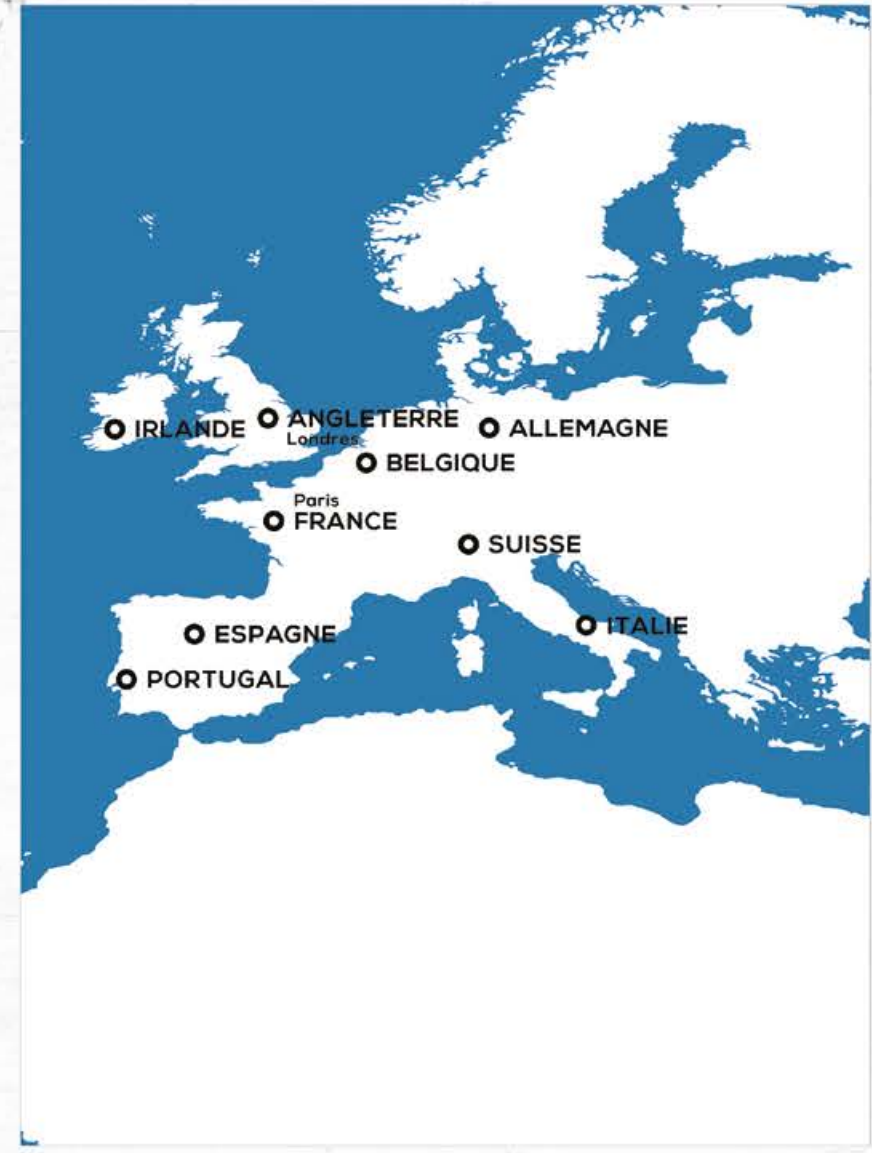 ANGLETERRE
Londres
IRLANDE
ALLEMAGNE
BELGIQUE
Paris
FRANCE
SUISSE
ITALIE
ESPAGNE
PORTUGAL